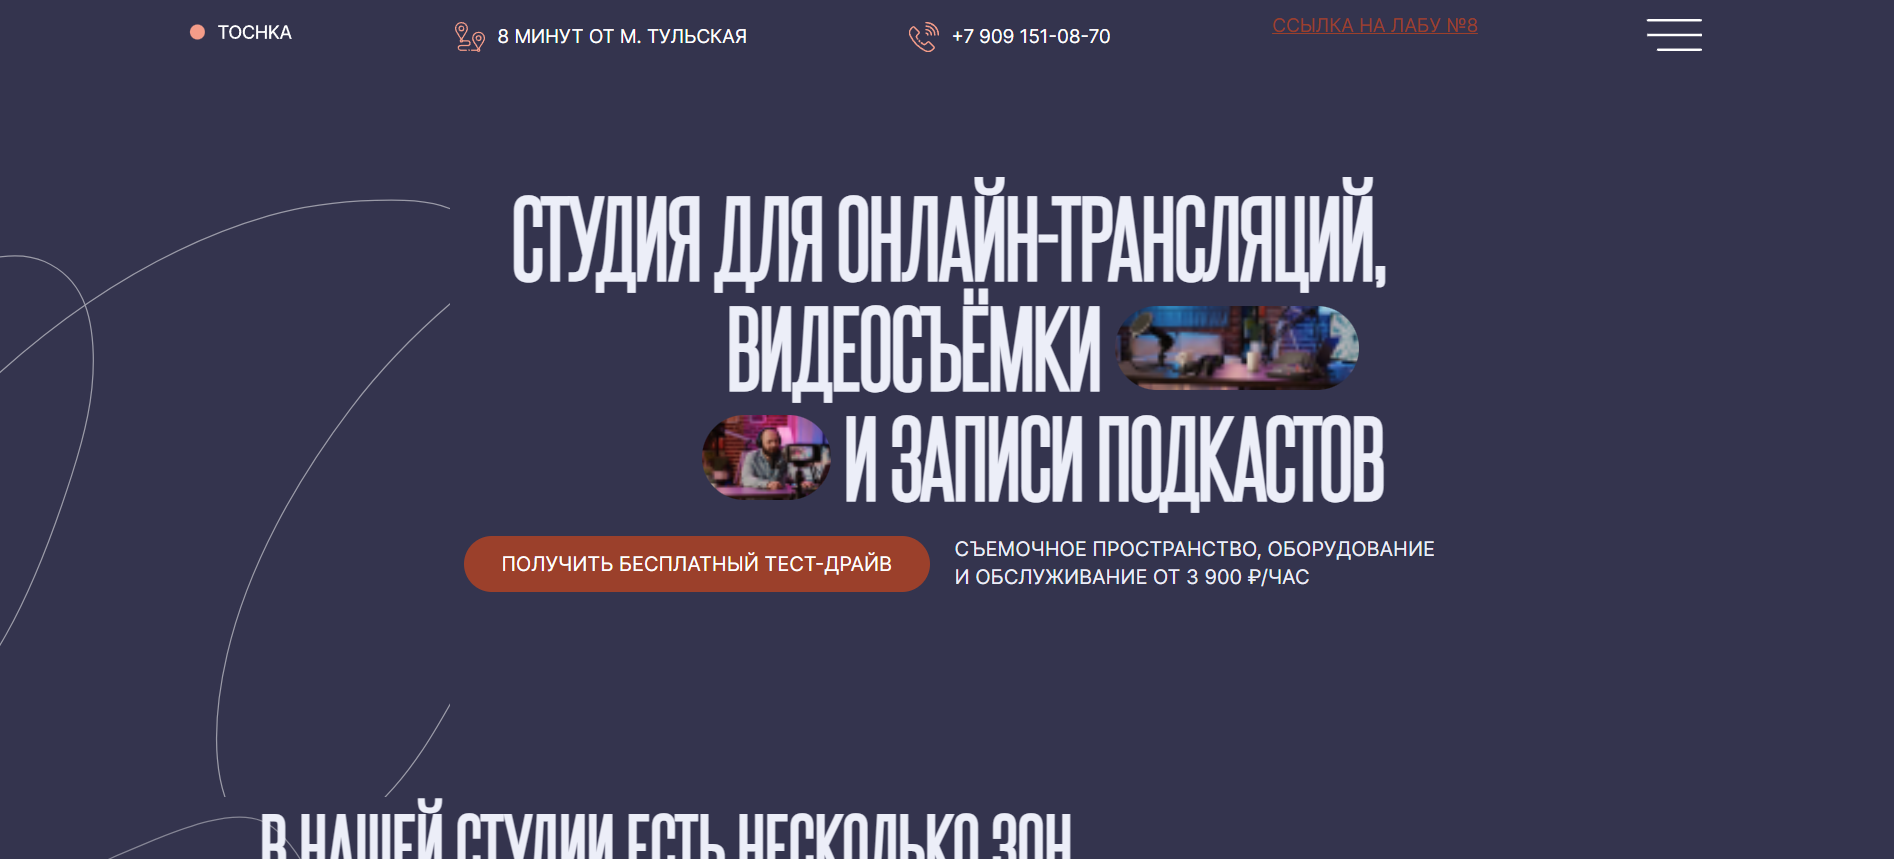 TOCHKA
8 МИНУТ ОТ М. ТУЛЬСКАЯ
+7 909 151-08-70
ССЫЛКА НА ЛАБУ №8
СТУДИЯ ДЛЯ ОНЛАЙН-ТРАНСЛЯЦИЙ,
ВИДЕОСЪЁМКИ
И ЗАПИСИ ПОДКАСТОВ
ПОЛУЧИТЬ БЕСПЛАТНЫЙ ТЕСТ-ДРАЙВ
СЪЕМОЧНОЕ ПРОСТРАНСТВО, ОБОРУДОВАНИЕ
И ОБСЛУЖИВАНИЕ ОТ 3 900 ₽/ЧАС
В НАШЕЙ СТУДИИ ЕСТЬ НЕСКОЛЬКО ЗОН